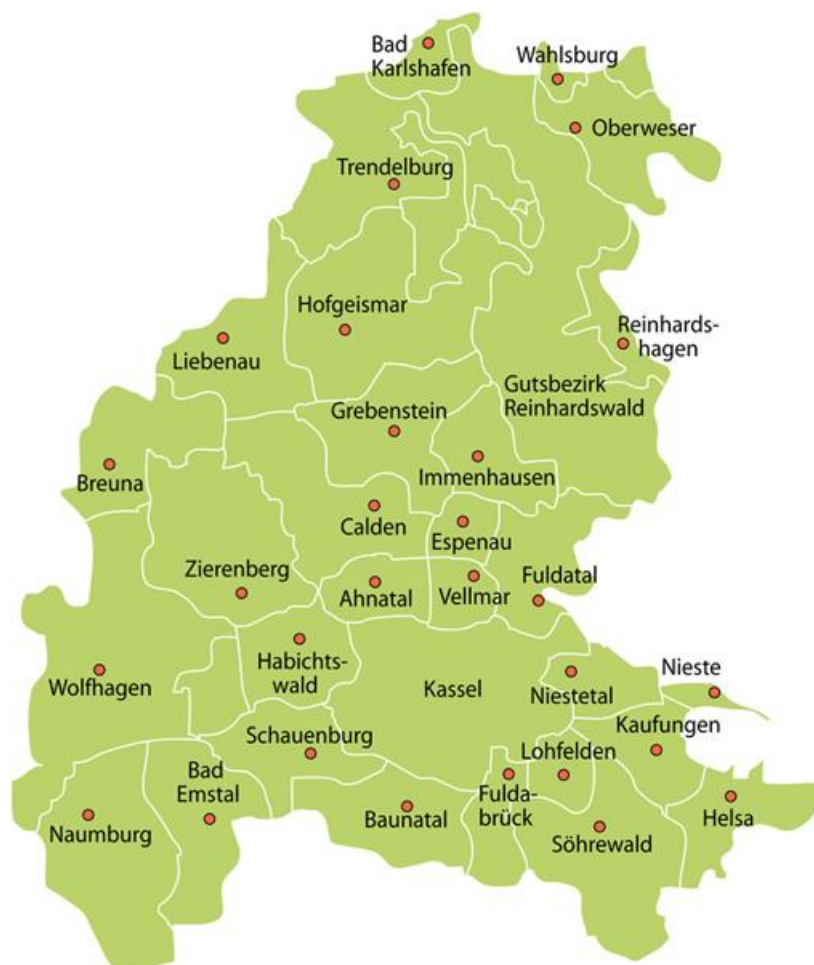 Bad
Karlshafen
Wahlsburg
Oberweser
Trendelburg
Hofgeismar
Reinhards-
hagen
Liebenau
Gutsbezirk
Reinhardswald
Grebenstein
Immenhausen
Breuna
Calden
Espenau
Zierenberg
Ahnatal
Vellmar
Fuldatal
Habichts-
wald
Wolfhagen
Kassel
Niestetal
Nieste
Kaufungen
Schauenburg
Lohfelden
Bad
Emstal
Naumburg
Baunatal
Fulda-
brück
Söhrewald
Helsa